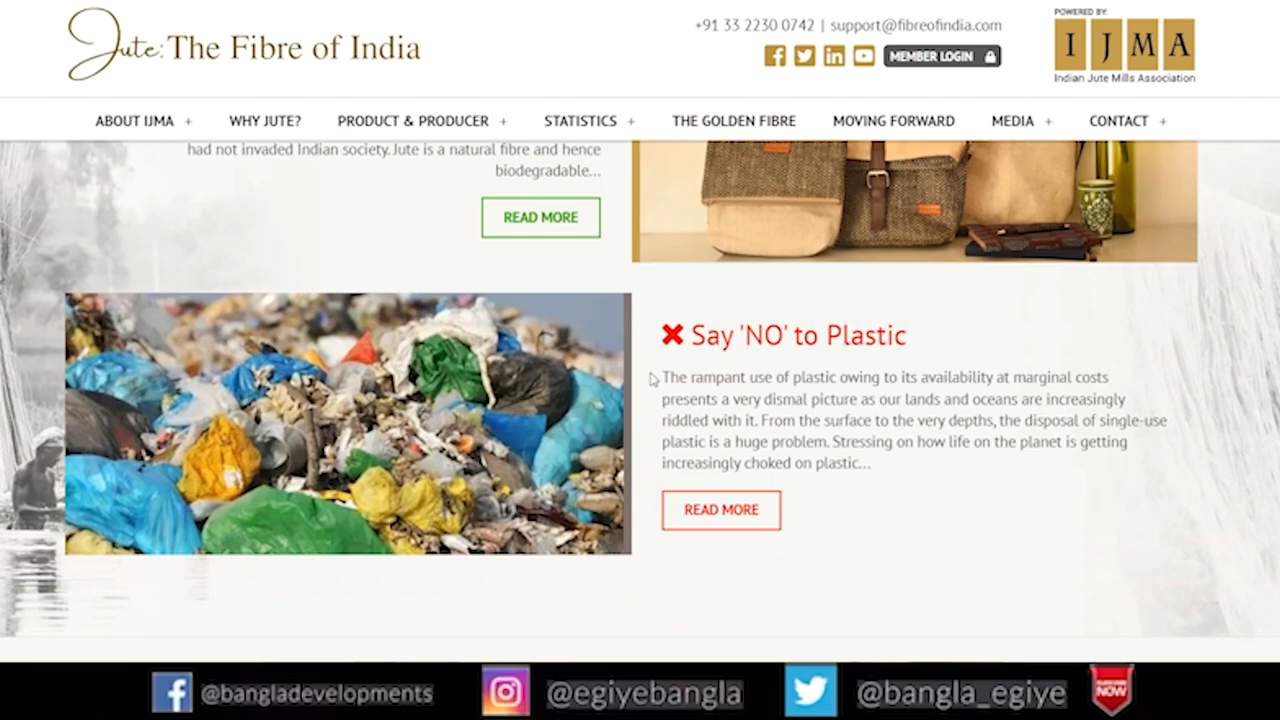 Jute: The Fibre of India
+91 33 2230 0742 | support@fibreofindia.com
MEMBER LOGIN
POWERED BY:
IJMA
Indian Jute Mills Association
ABOUT IJMA + WHY JUTE? PRODUCT & PRODUCER + STATISTICS + THE GOLDEN FIBRE MOVING FORWARD MEDIA + CONTACT +
had not invaded Indian society. Jute is a natural fibre and hence
biodegradable...
READ MORE
Say 'NO' to Plastic
The rampant use of plastic owing to its availability at marginal costs
presents a very dismal picture as our lands and oceans are increasingly
riddled with it. From the surface to the very depths, the disposal of single-use
plastic is a huge problem. Stressing on how life on the planet is getting
increasingly choked on plastic...
READ MORE
@bangladevelopments @egiyebangla @bangla_egiye
NOW